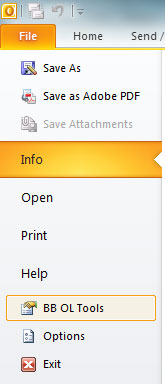 File Home Send /
Save As
Save as Adobe PDF
Save Attachments
Info
Open
Print
Help
BB OL Tools
Options
Exit